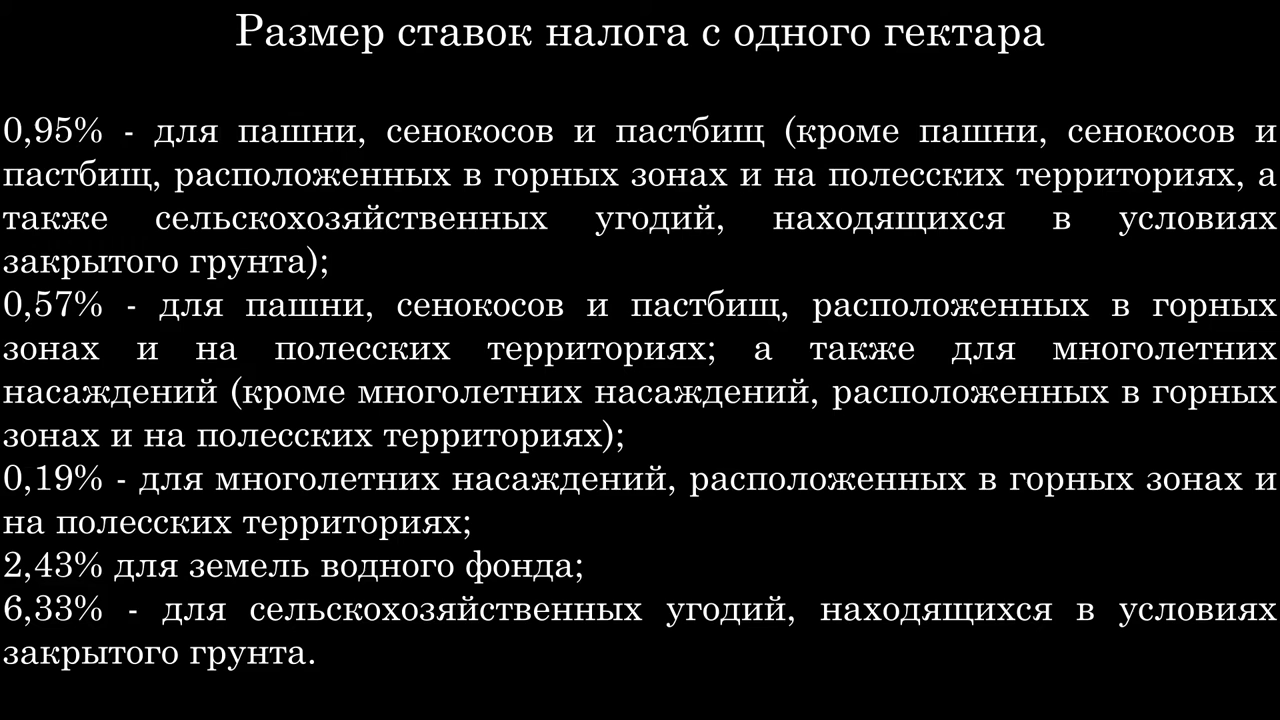 Размер ставок налога с одного гектара
0,95% - для пашни, сенокосов и пастбищ (кроме пашни, сенокосов и
пастбищ, расположенных в горных зонах и на полесских территориях, а
также сельскохозяйственных угодий, находящихся в условиях
закрытого грунта);
0,57% - для пашни, сенокосов и пастбищ, расположенных в горных
зонах и на полесских территориях; а также для многолетних
насаждений (кроме многолетних насаждений, расположенных в горных
зонах и на полесских территориях);
0,19% - для многолетних насаждений, расположенных в горных зонах и
на полесских территориях;
2,43% для земель водного фонда;
6,33% - для сельскохозяйственных угодий, находящихся в условиях
закрытого грунта.